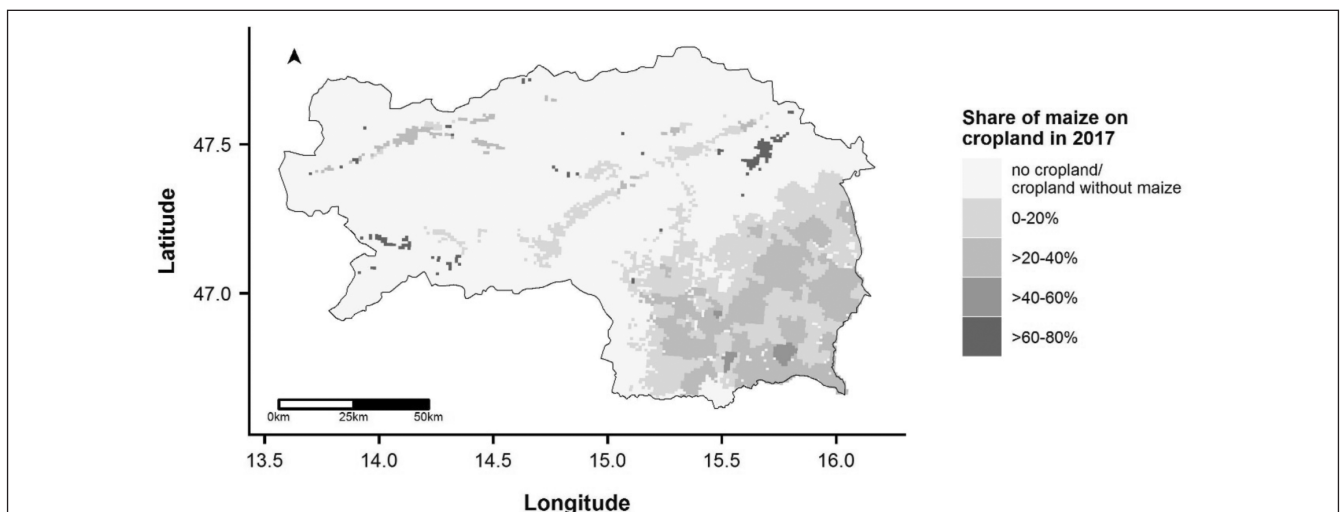 Share of maize on
cropland in 2017
no cropland/
cropland without maize
0-20%
>20-40%
>40-60%
>60-80%
Latitude
47.5
47.0
0km 25km 50km
13.5 14.0 14.5 15.0 15.5 16.0
Longitude